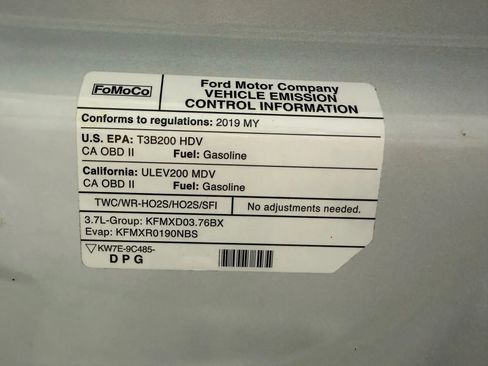 FoMoCo
Ford Motor Company
VEHICLE EMISSION
CONTROL INFORMATION
Conforms to regulations: 2019 MY
U.S. EPA: T3B200 HDV
CA OBD II Fuel: Gasoline
California: ULEV200 MDV
CA OBD II Fuel: Gasoline
TWC/WR-HO2S/HO2S/SFI No adjustments needed.
3.7L-Group: KFMXD03.76BX
Evap: KFMXR0190NBS
KW7E-9C485-
D P G